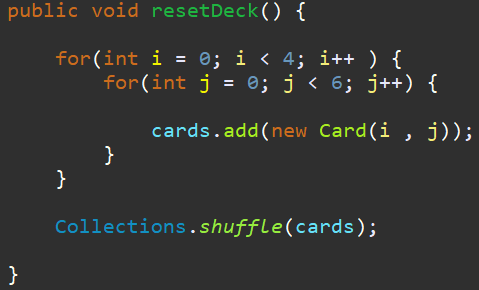 public void resetDeck() {
for(int i = 0; i < 4; i++ ) {
for(int j = 0; j < 6; j++) {
cards.add(new Card(i , j));
}
}
Collections.shuffle(cards);
}